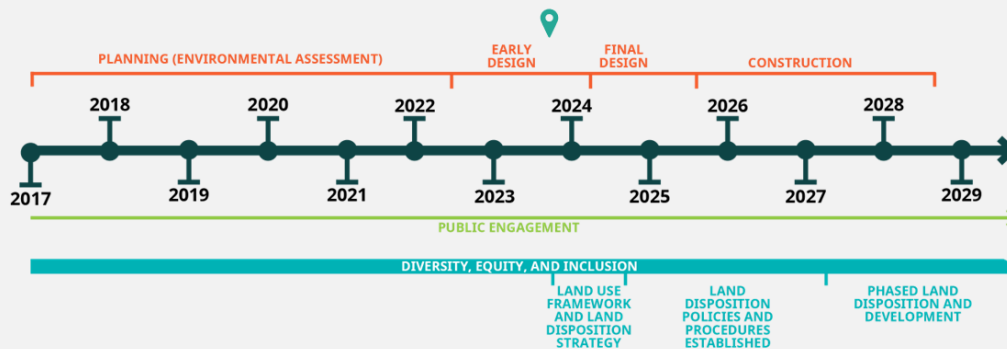 PLANNING (ENVIRONMENTAL ASSESSMENT)
EARLY
DESIGN
FINAL
DESIGN
CONSTRUCTION
2018
2020
2022
2024
2026
2028
2017
2019
2021
2023
2025
2027
2029
PUBLIC ENGAGEMENT
DIVERSITY, EQUITY, AND INCLUSION
LAND USE
FRAMEWORK
AND LAND
DISPOSITION
STRATEGY
LAND
DISPOSITION
POLICIES AND
PROCEDURES
ESTABLISHED
PHASED LAND
DISPOSITION AND
DEVELOPMENT